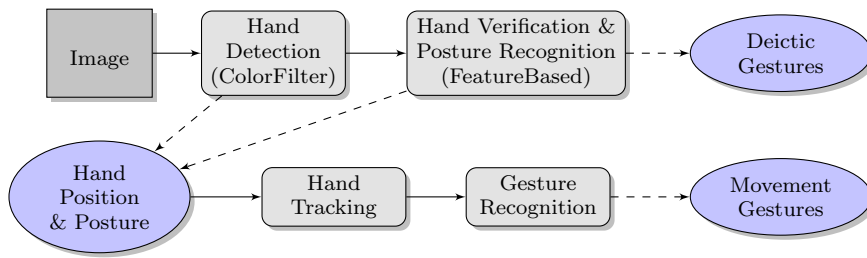 Image
Hand
Detection
(ColorFilter)
Hand Verification &
Posture Recognition
(FeatureBased)
Deictic
Gestures
Hand
Position
& Posture
Hand
Tracking
Gesture
Recognition
Movement
Gestures